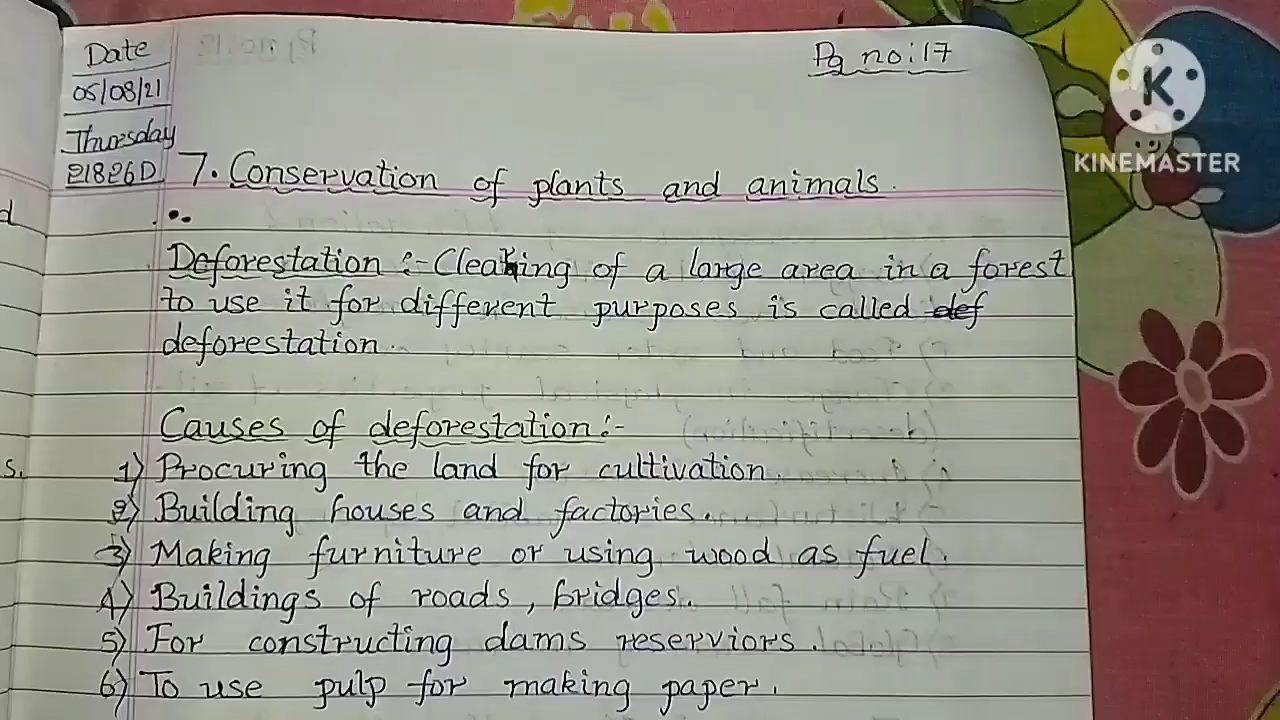 Date
05/08/21
Thursday
21826D
Pg no:17
7. Conservation of plants and animals.
Deforestation :- Clearing of a large area in a forest
to use it for different purposes is called def
deforestation.
Causes of deforestation:-
1) Procuring the land for cultivation.
2) Building houses and factories.
3) Making furniture or using wood as fuel.
4) Buildings of roads, bridges.
5) For constructing dams reserviors.
6) To use pulp for making paper.
d
s.
K
KINEMASTER